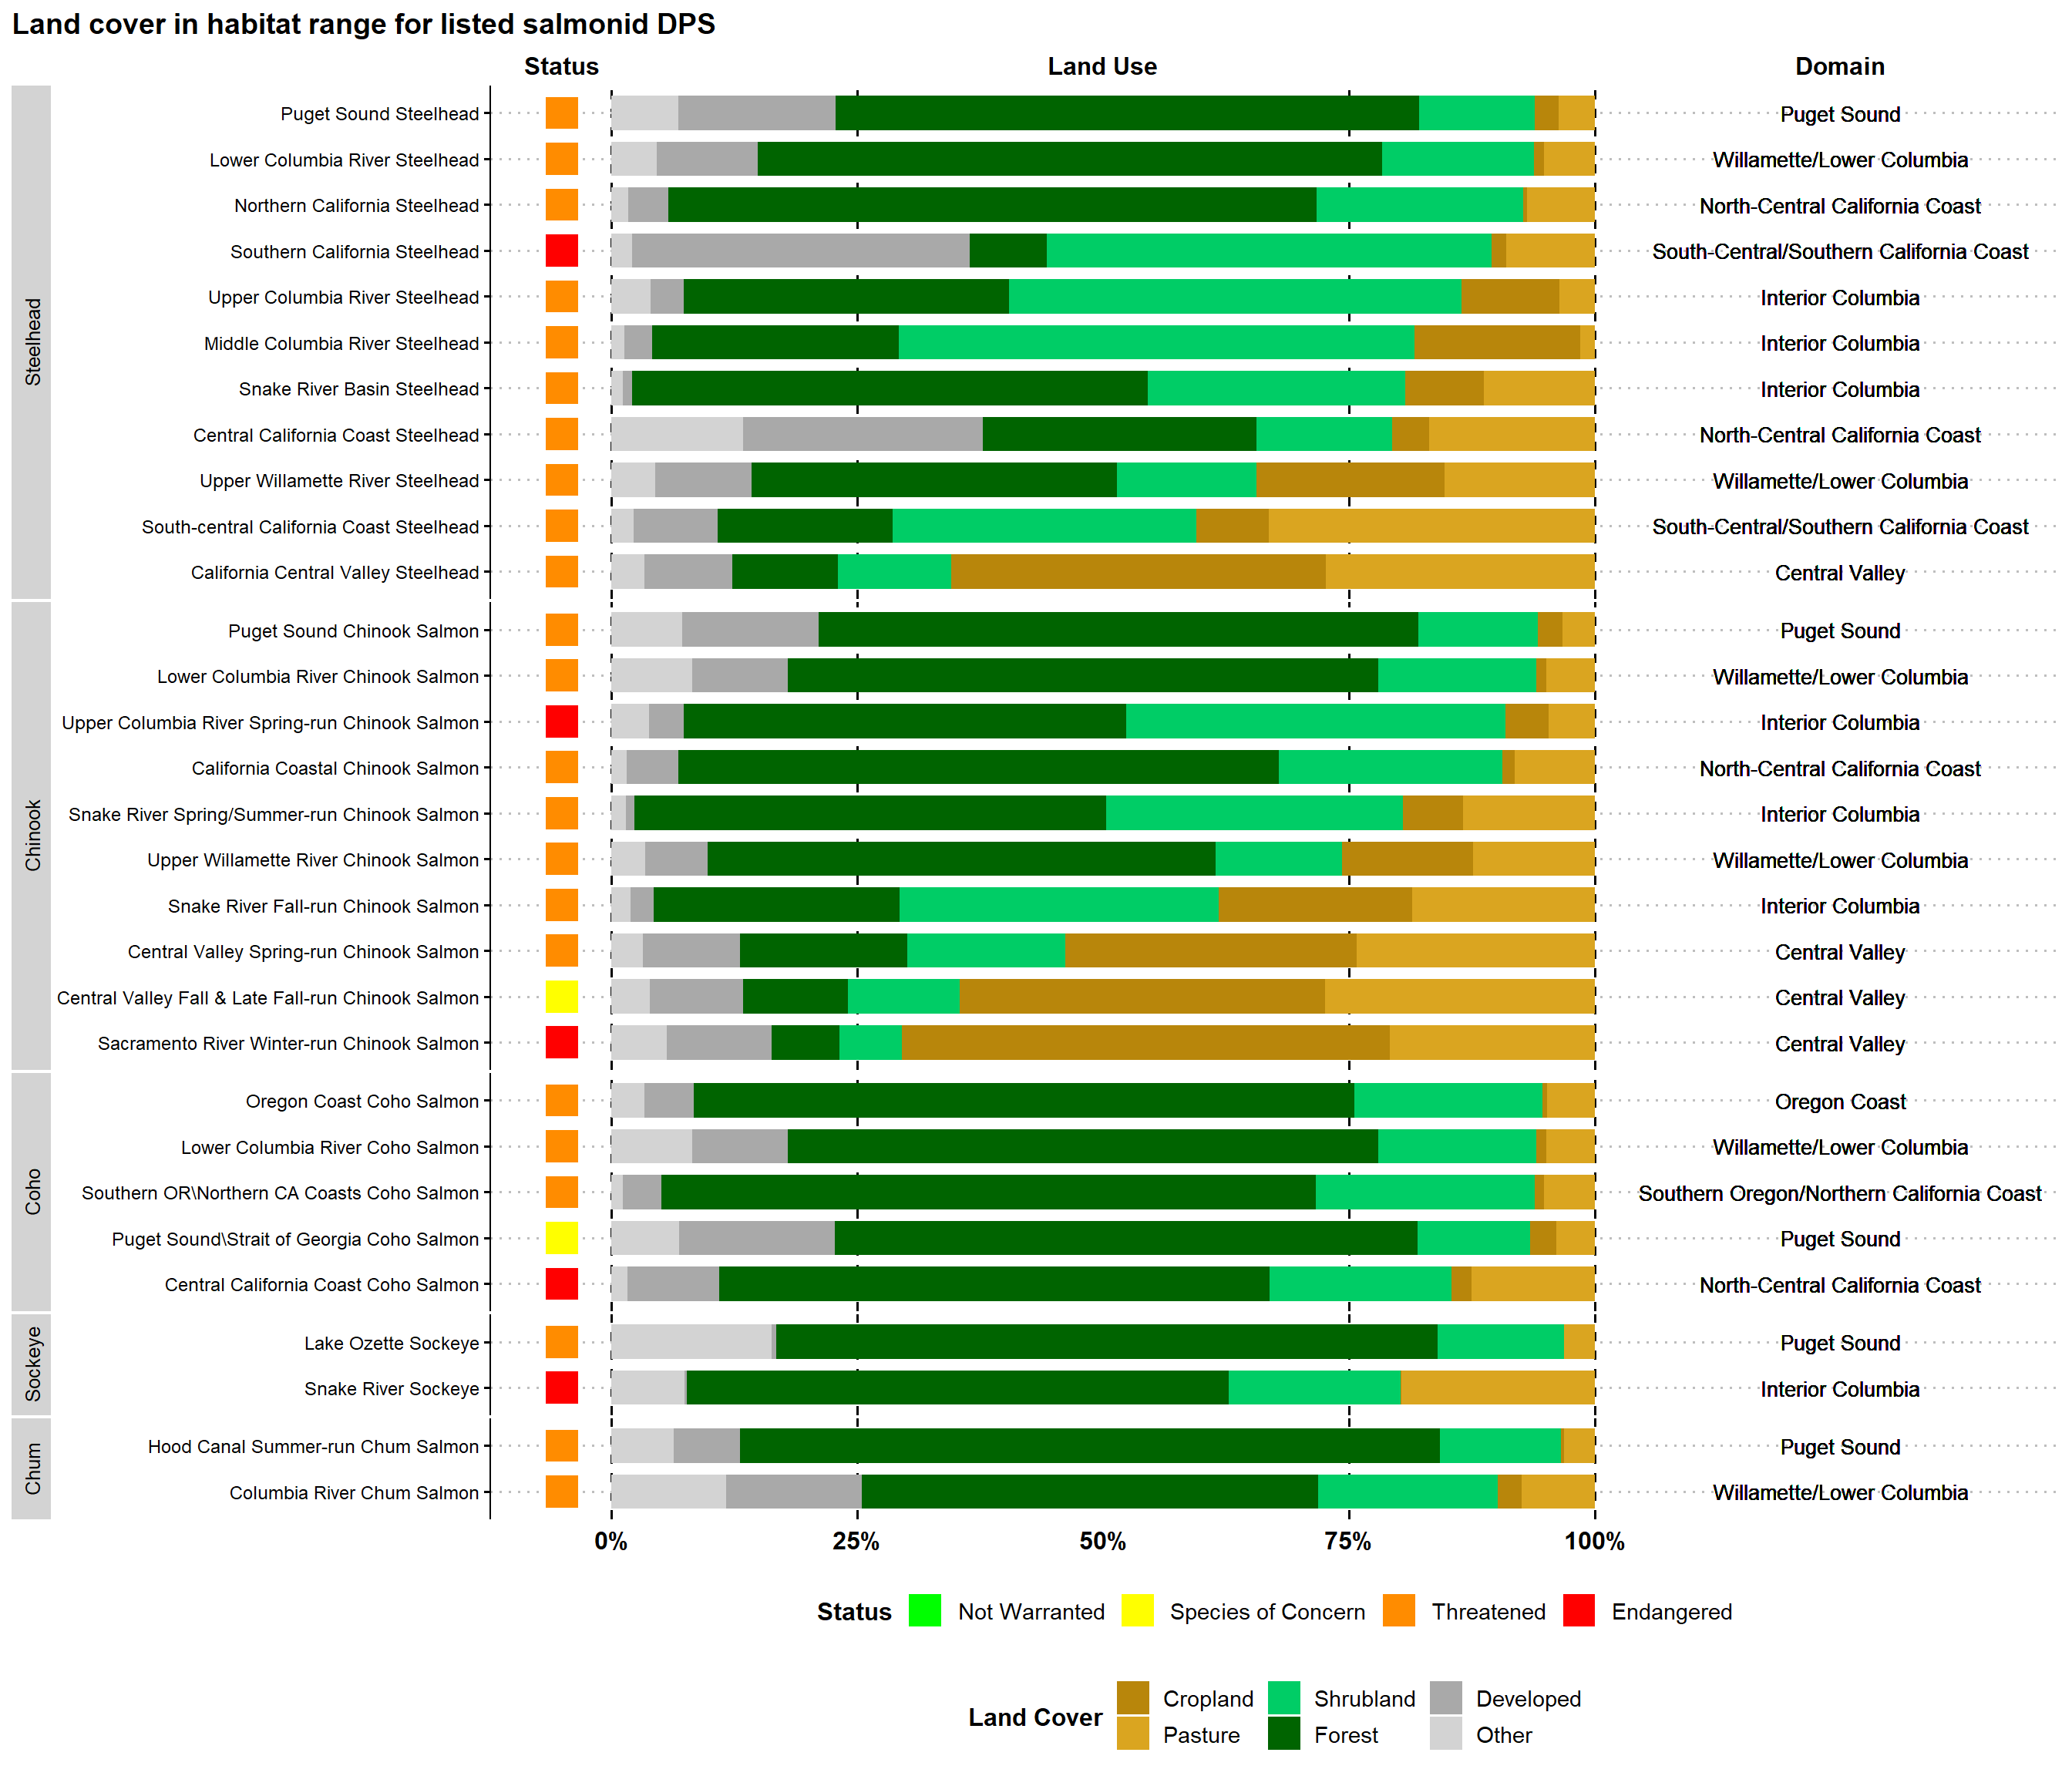 Land cover in habitat range for listed salmonid DPS
Status Land Use Domain
Steelhead
Puget Sound Steelhead Puget Sound
Lower Columbia River Steelhead Willamette/Lower Columbia
Northern California Steelhead North-Central California Coast
Southern California Steelhead South-Central/Southern California Coast
Upper Columbia River Steelhead Interior Columbia
Middle Columbia River Steelhead Interior Columbia
Snake River Basin Steelhead Interior Columbia
Central California Coast Steelhead North-Central California Coast
Upper Willamette River Steelhead Willamette/Lower Columbia
South-central California Coast Steelhead South-Central/Southern California Coast
California Central Valley Steelhead Central Valley
Chinook
Puget Sound Chinook Salmon Puget Sound
Lower Columbia River Chinook Salmon Willamette/Lower Columbia
Upper Columbia River Spring-run Chinook Salmon Interior Columbia
California Coastal Chinook Salmon North-Central California Coast
Snake River Spring/Summer-run Chinook Salmon Interior Columbia
Upper Willamette River Chinook Salmon Willamette/Lower Columbia
Snake River Fall-run Chinook Salmon Interior Columbia
Central Valley Spring-run Chinook Salmon Central Valley
Central Valley Fall & Late Fall-run Chinook Salmon Central Valley
Sacramento River Winter-run Chinook Salmon Central Valley
Coho
Oregon Coast Coho Salmon Oregon Coast
Lower Columbia River Coho Salmon Willamette/Lower Columbia
Southern OR\Northern CA Coasts Coho Salmon Southern Oregon/Northern California Coast
Puget Sound\Strait of Georgia Coho Salmon Puget Sound
Central California Coast Coho Salmon North-Central California Coast
Sockeye
Lake Ozette Sockeye Puget Sound
Snake River Sockeye Interior Columbia
Chum
Hood Canal Summer-run Chum Salmon Puget Sound
Columbia River Chum Salmon Willamette/Lower Columbia
0% 25% 50% 75% 100%
Status Not Warranted Species of Concern Threatened Endangered
Land Cover
Cropland Shrubland Developed
Pasture Forest Other